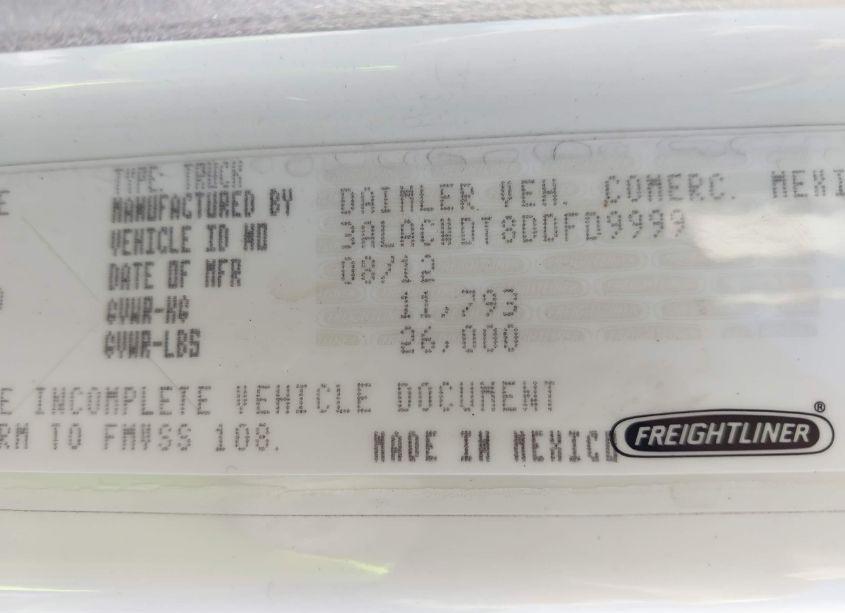 TYPE: TRUCK
MANUFACTURED BY DAIMLER VEH. COMERC. MEXI
VEHICLE ID NO 3ALACWDT8DDFD9999
DATE OF MFR 08/12
GVWR-KG 11,793
GVWR-LBS 26,000
E INCOMPLETE VEHICLE DOCUMENT
RM TO FMVSS 108.
MADE IN MEXICO
FREIGHTLINER®